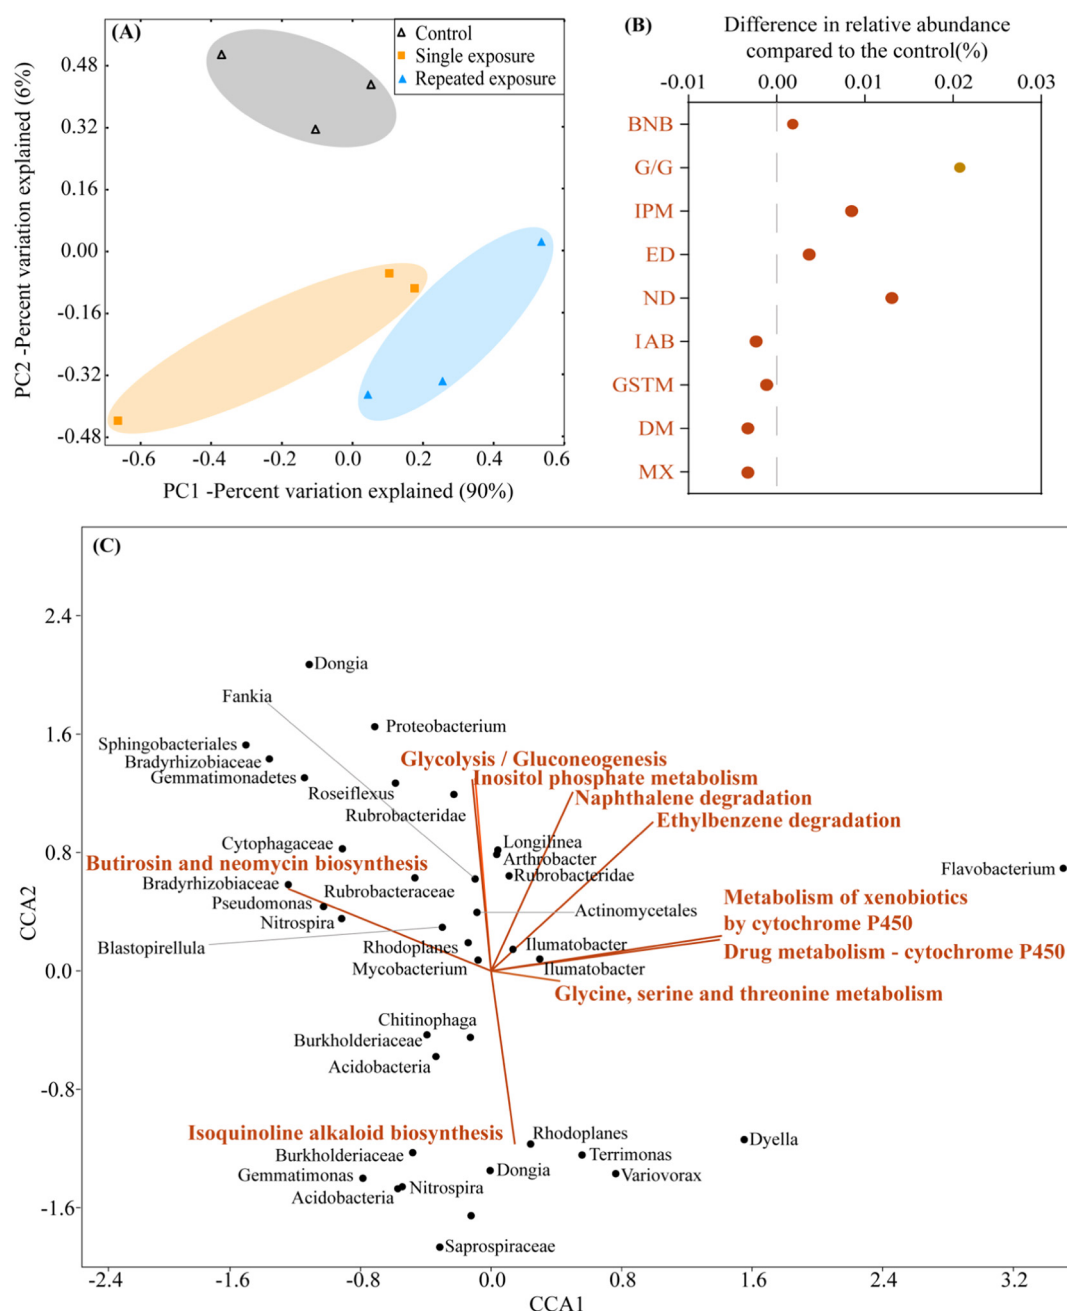 (A)
Control
Single exposure
Repeated exposure
0.48
0.32
0.16
0.00
-0.16
-0.32
-0.48
PC2 -Percent variation explained (6%)
-0.6
-0.4
-0.2
0.0
0.2
0.4
0.6
PC1 -Percent variation explained (90%)
(B)
Difference in relative abundance
compared to the control(%)
-0.01
0.00
0.01
0.02
0.03
BNB
G/G
IPM
ED
ND
IAB
GSTM
DM
MX
(C)
2.4
1.6
0.8
0.0
-0.8
-1.6
CCA2
Dongia
Fankia
Proteobacterium
Sphingobacteriales
Bradyrhizobiaceae
Gemmatimonadetes
Glycolysis / Gluconeogenesis
Inositol phosphate metabolism
Roseiflexus
Naphthalene degradation
Rubrobacteridae
Ethylbenzene degradation
Cytophagaceae
Longilinea
Arthrobacter
Butirosin and neomycin biosynthesis
Rubrobacteridae
Flavobacterium
Bradyrhizobiaceae
Rubrobacteraceae
Pseudomonas
Metabolism of xenobiotics
by cytochrome P450
Actinomycetales
Nitrospira
Blastopirellula
Rhodoplanes
Ilumatobacter
Drug metabolism - cytochrome P450
Mycobacterium
Ilumatobacter
Glycine, serine and threonine metabolism
Chitinophaga
Burkholderiaceae
Acidobacteria
Isoquinoline alkaloid biosynthesis
Rhodoplanes
Dyella
Burkholderiaceae
Terrimonas
Gemmatimonas
Dongia
Variovorax
Acidobacteria
Nitrospira
Saprospiraceae
-2.4
-1.6
-0.8
0.0
0.8
1.6
2.4
3.2
CCA1